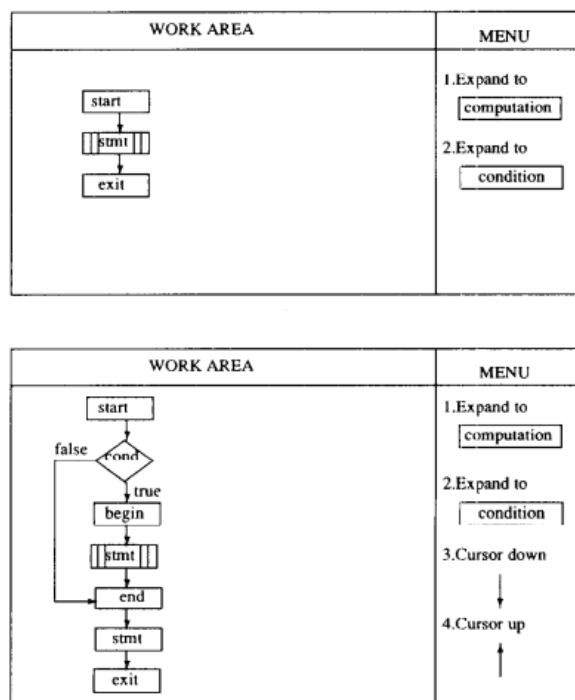 WORK AREA
MENU
start
stmt
exit
1.Expand to
computation
2.Expand to
condition
WORK AREA
MENU
start
false
cond
true
begin
stmt
end
stmt
exit
1.Expand to
computation
2.Expand to
condition
3.Cursor down
4.Cursor up